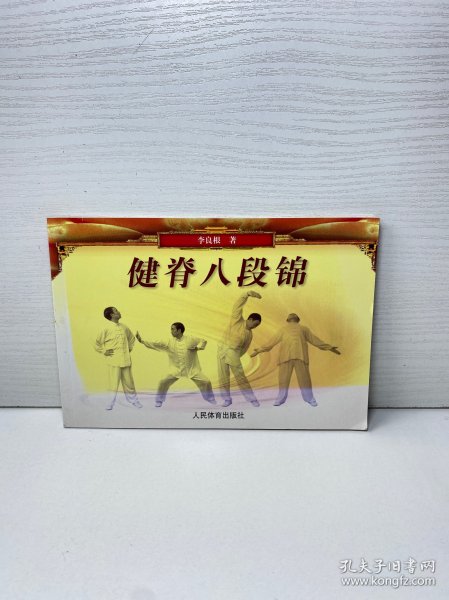 李良根 著
健脊八段锦
人民体育出版社
孔夫子旧书网
www.kongfz.com